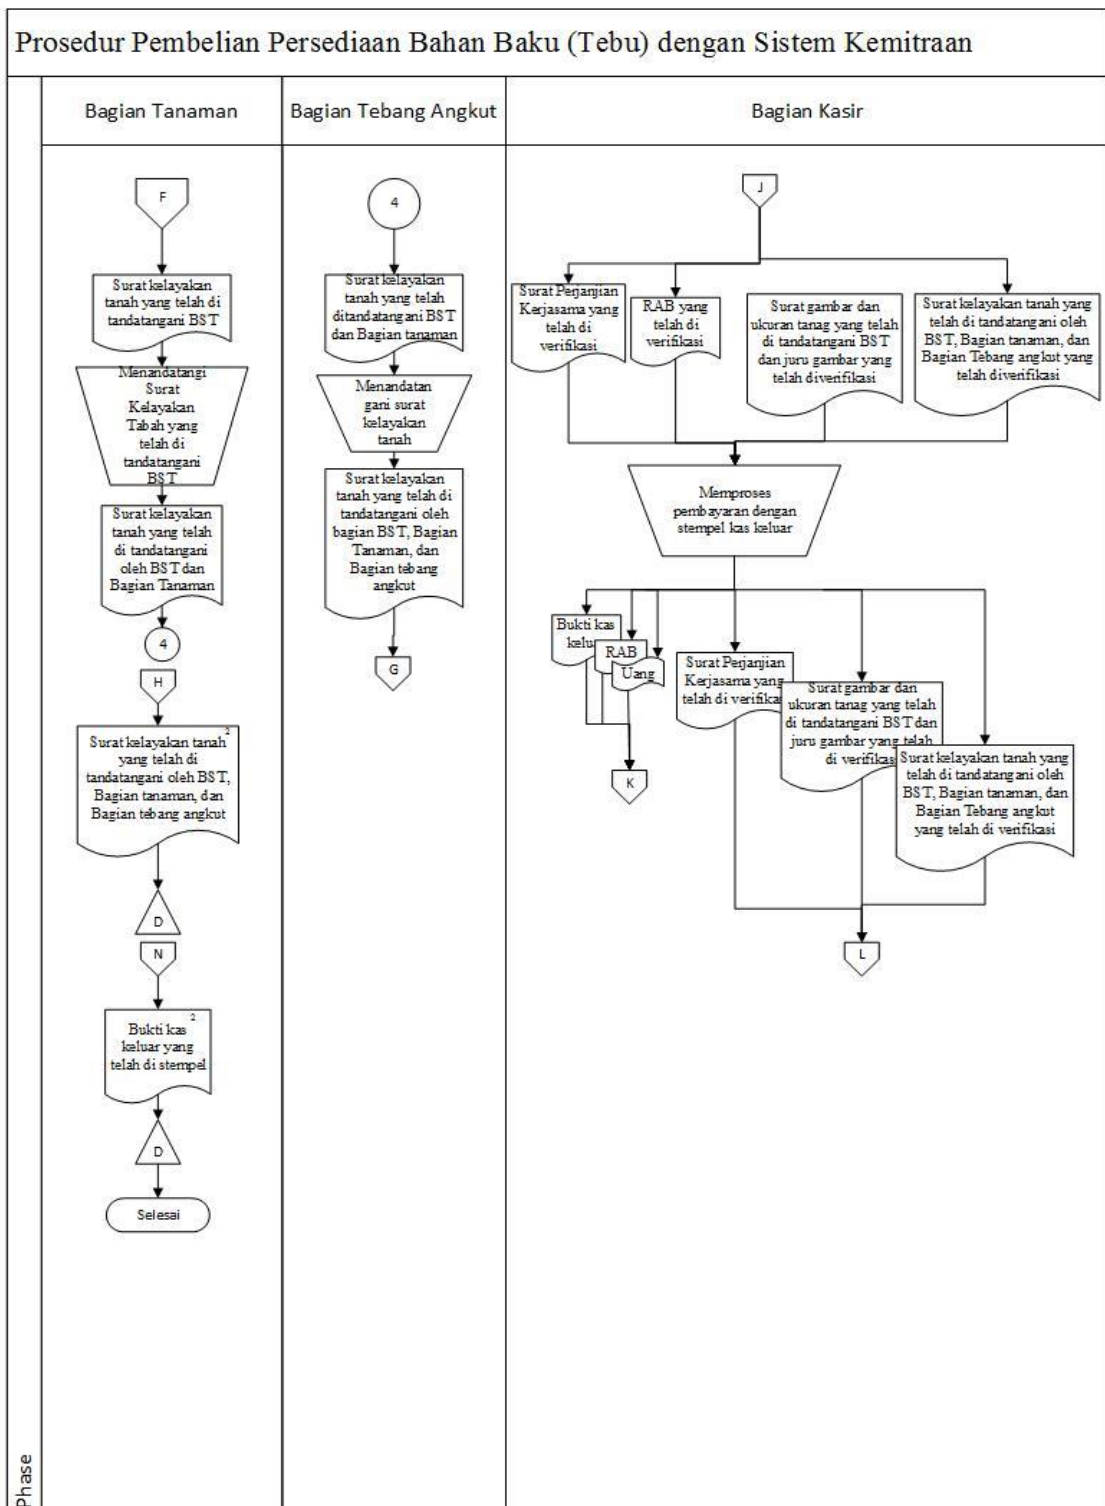 Prosedur Pembelian Persediaan Bahan Baku (Tebu) dengan Sistem Kemitraan
Bagian Tanaman
Bagian Tebang Angkut
Bagian Kasir
F
Surat kelayakan
tanah yang telah di
tandatangani BST
Menandatangi
Surat
Kelayakan
Tabah yang
telah di
tandatangani
BST
Surat kelayakan
tanah yang telah
di tandatangani
oleh BST dan
Bagian Tanaman
4
H
2
Surat kelayakan tanah
yang telah di
tandatangani oleh BST,
Bagian tanaman, dan
Bagian tebang angkut
D
N
2
Bukti kas
keluar yang
telah di stempel
D
Selesai
4
Surat kelayakan
tanah yang telah
ditandatangani BST
dan Bagian tanaman
Menandatan
gani surat
kelayakan
tanah
Surat kelayakan
tanah yang telah di
tandatangani oleh
bagian BST, Bagian
Tanaman, dan
Bagian tebang
angkut
G
J
Surat Perjanjian
Kerjasama yang
telah di
verifikasi
RAB yang
telah di
verifikasi
Surat gambar dan
ukuran tanag yang telah
di tandatangani BST
dan juru gambar yang
telah diverifikasi
Surat kelayakan tanah yang
telah di tandatangani oleh
BST, Bagian tanaman, dan
Bagian Tebang angkut yang
telah diverifikasi
Memproses
pembayaran dengan
stempel kas keluar
Bukti kas
kelu
RAB
Uang
K
Surat Perjanjian
Kerjasama yang
telah di verifika
Surat gambar dan
ukuran tanag yang telah
di tandatangani BST dan
juru gambar yang telah
di verifikas
Surat kelayakan tanah yang
telah di tandatangani oleh
BST, Bagian tanaman, dan
Bagian Tebang angkut
yang telah di verifikasi
L
Phase